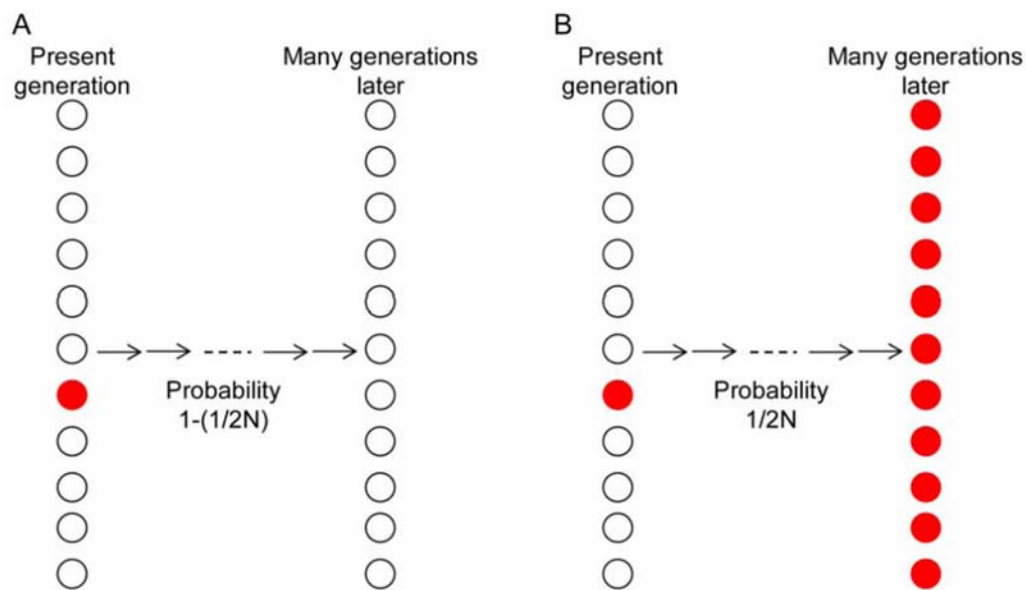 A
Present
generation
Many generations
later
Probability
1-(1/2N)
B
Present
generation
Many generations
later
Probability
1/2N